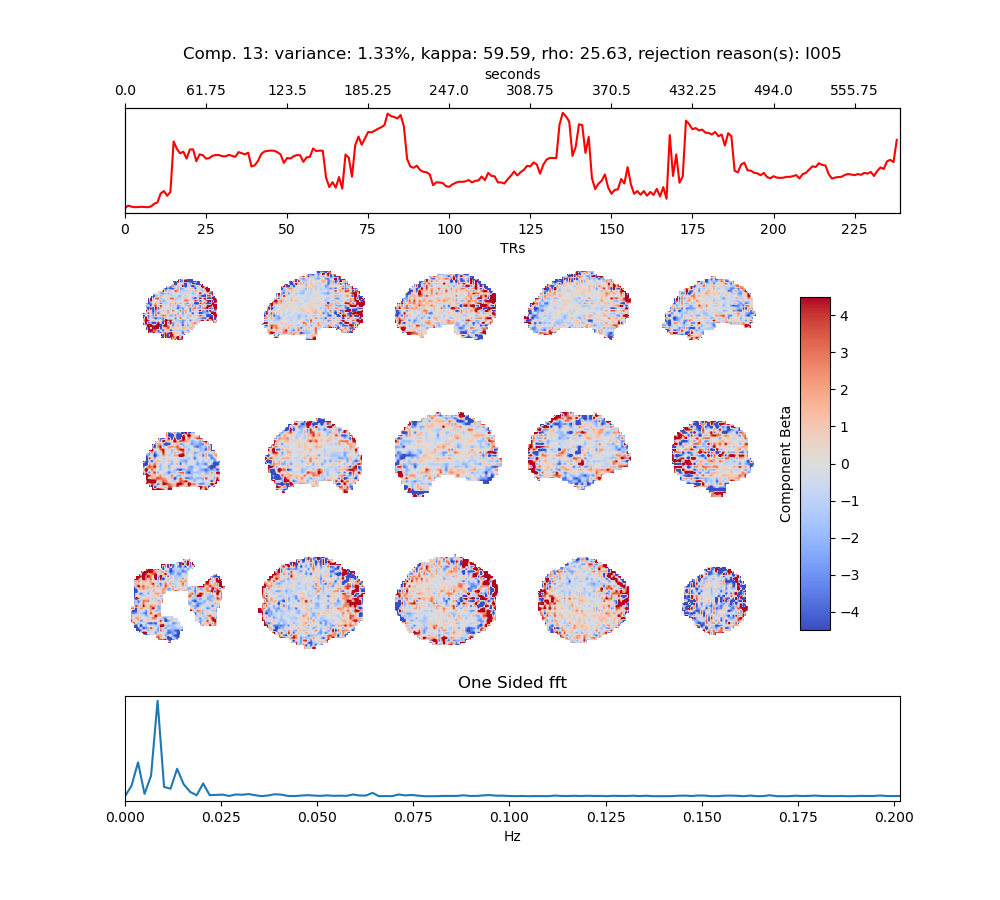 Comp. 13: variance: 1.33%, kappa: 59.59, rho: 25.63, rejection reason(s): I005
seconds
0.0 61.75 123.5 185.25 247.0 308.75 370.5 432.25 494.0 555.75
0 25 50 75 100 125 150 175 200 225
TRs
4
3
2
1
0
−1
−2
−3
−4
Component Beta
One Sided fft
0.000 0.025 0.050 0.075 0.100 0.125 0.150 0.175 0.200
Hz